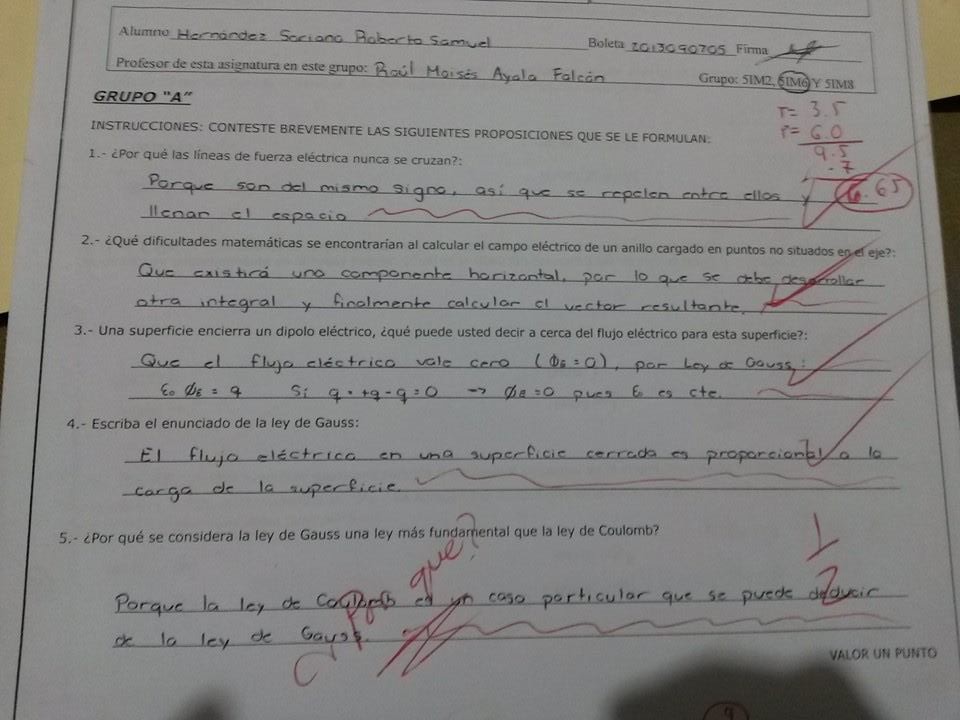 Alumno Hernández Soriano Roberto Samuel Boleta 2013090705 Firma
Profesor de esta asignatura en este grupo: Raúl Moisés Ayala Falcón Grupo: 5IM2, 5IM6 Y 5IM8
GRUPO "A"
T= 3.5
P= 6.0
9.5
.7
6.65
INSTRUCCIONES: CONTESTE BREVEMENTE LAS SIGUIENTES PROPOSICIONES QUE SE LE FORMULAN:
1.- ¿Por qué las líneas de fuerza eléctrica nunca se cruzan?:
Porque son del mismo signo, así que se repelen entre ellos y
llenan el espacio
2.- ¿Qué dificultades matemáticas se encontrarían al calcular el campo eléctrico de un anillo cargado en puntos no situados en el eje?:
Que existirá una componente horizontal, por lo que se debe desarrollar
otra integral y finalmente calcular el vector resultante.
3.- Una superficie encierra un dipolo eléctrico, ¿qué puede usted decir a cerca del flujo eléctrico para esta superficie?:
Que el flujo eléctrico vale cero (ΦE = 0), por Ley de Gauss:
ε0 ΦE = q Si q = +q - q = 0 → ΦE = 0 pues ε0 es cte.
4.- Escriba el enunciado de la ley de Gauss:
El flujo eléctrico en una superficie cerrada es proporcional a la
carga de la superficie.
5.- ¿Por qué se considera la ley de Gauss una ley más fundamental que la ley de Coulomb?
1
2
¿Por que?
Porque la ley de Coulomb es un caso particular que se puede deducir
de la ley de Gauss.
VALOR UN PUNTO
9